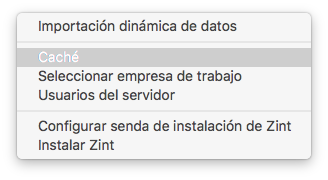 Importación dinámica de datos
Caché
Seleccionar empresa de trabajo
Usuarios del servidor
Configurar senda de instalación de Zint
Instalar Zint